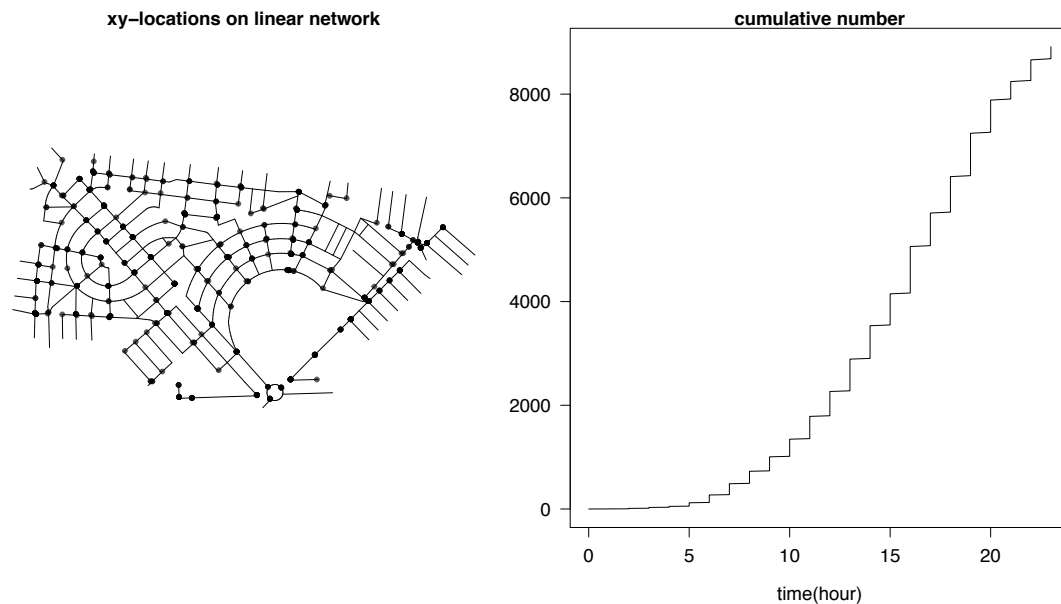 xy−locations on linear network
cumulative number
8000
6000
4000
2000
0
0 5 10 15 20
time(hour)